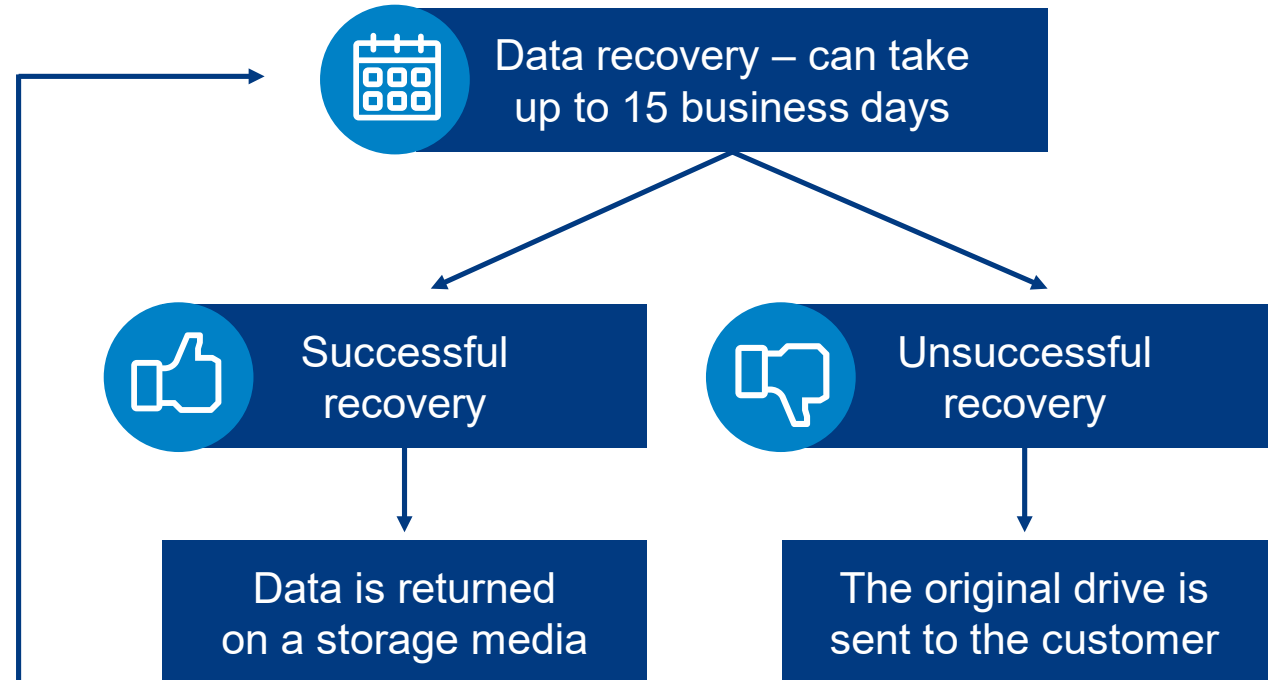 Data recovery – can take
up to 15 business days
Successful
recovery
Unsuccessful
recovery
Data is returned
on a storage media
The original drive is
sent to the customer